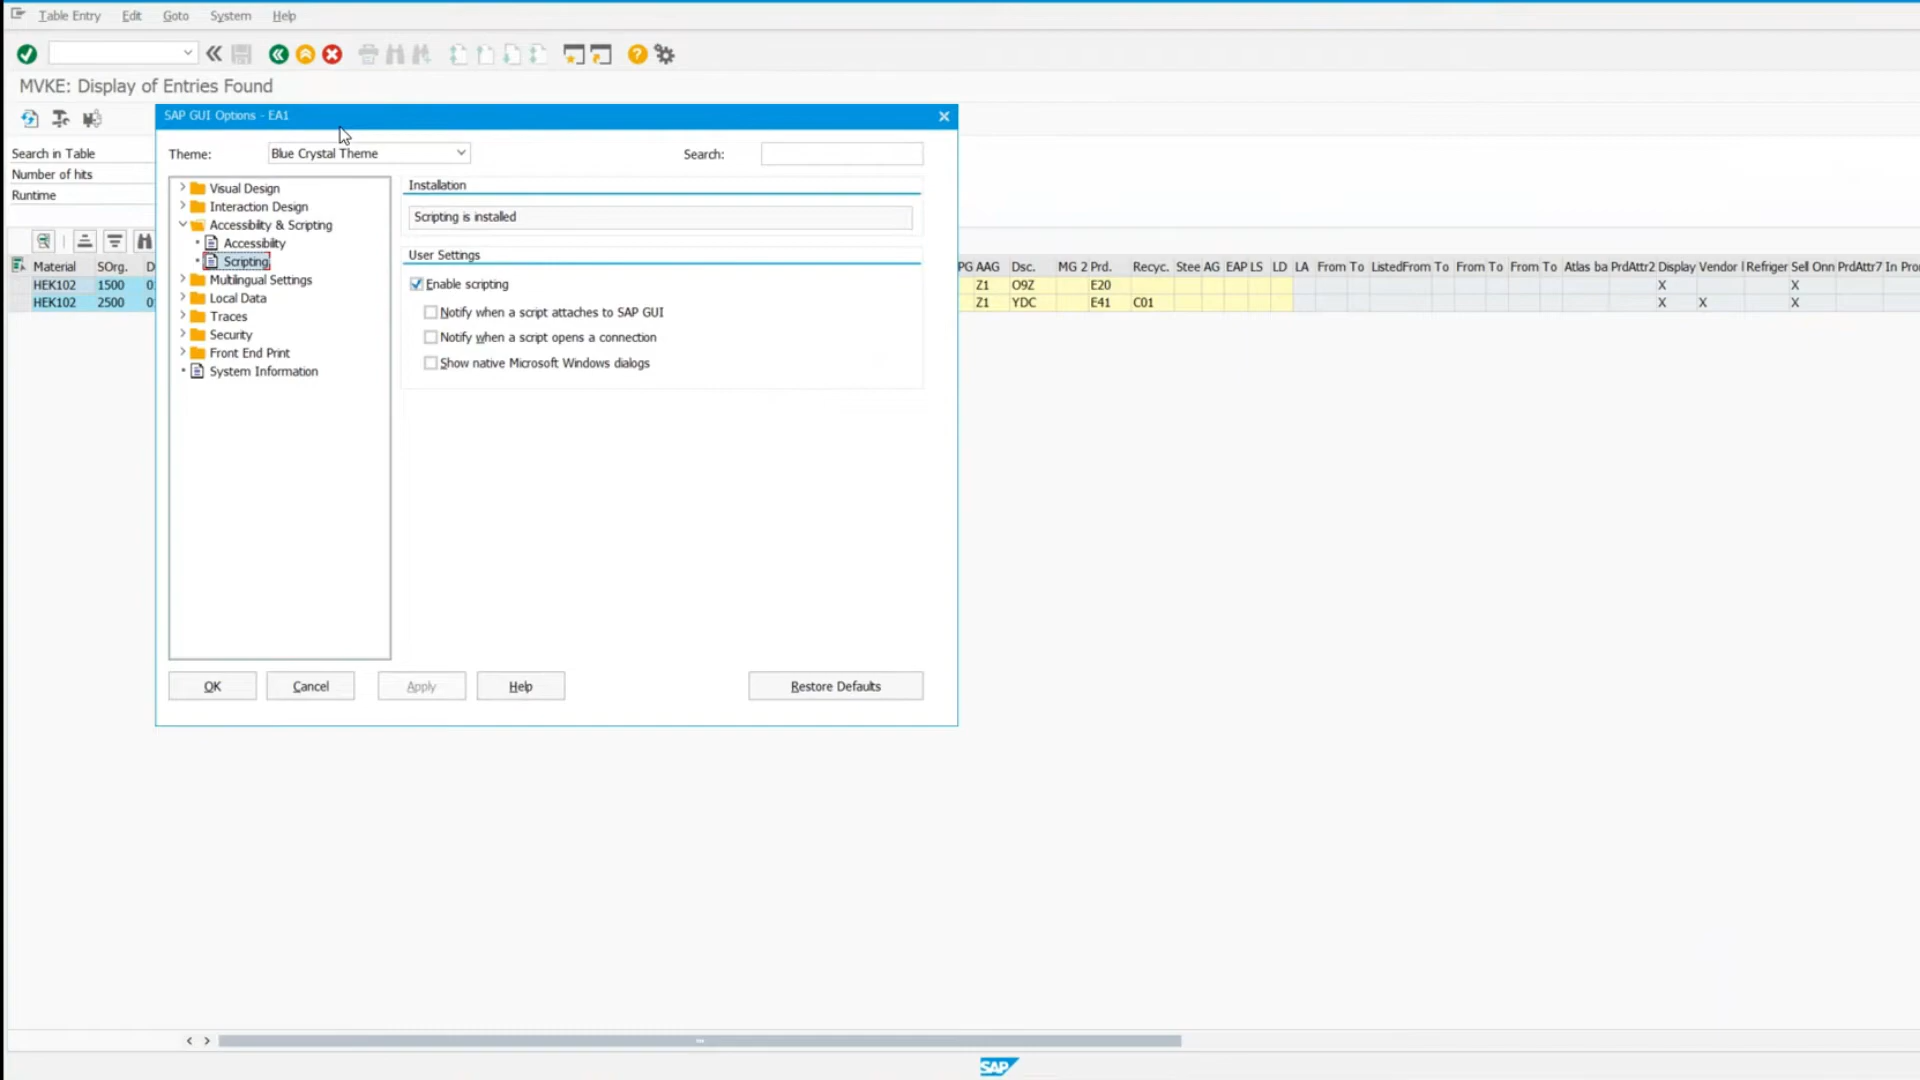 Table Entry Edit Goto System Help
MVKE: Display of Entries Found
SAP GUI Options - EA1
Theme: Blue Crystal Theme Search:
Search in Table
Number of hits
Runtime
Visual Design
Interaction Design
Accessibility & Scripting
Accessibility
Scripting
Multilingual Settings
Local Data
Traces
Security
Front End Print
System Information
Installation
Scripting is installed
User Settings
Enable scripting
Notify when a script attaches to SAP GUI
Notify when a script opens a connection
Show native Microsoft Windows dialogs
OK Cancel Apply Help Restore Defaults
Material SOrg. D PG AAG Dsc. MG 2 Prd. Recyc. Stee AG EAP LS LD LA From To ListedFrom To From To From To Atlas ba PrdAttr2 Display Vendor Refriger Sell Onn PrdAttr7 In Pro
HEK102 1500 0 Z1 O9Z E20 X X
HEK102 2500 0 Z1 YDC E41 C01 X X X
SAP